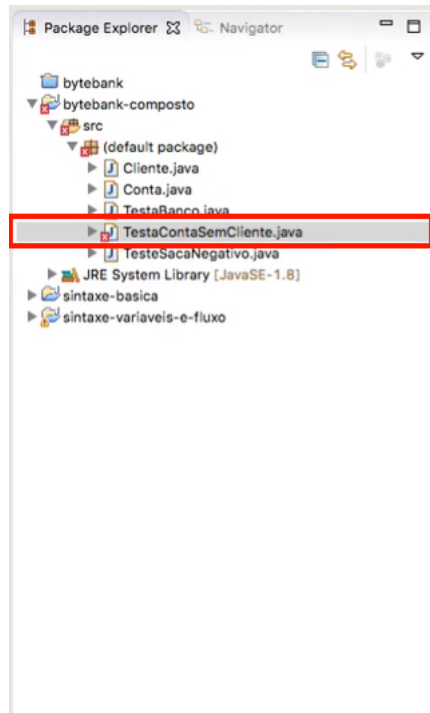 Package Explorer Navigator
bytebank
bytebank-composto
src
(default package)
Cliente.java
Conta.java
TestaBanco.java
TestaContaSemCliente.java
TesteSacaNegativo.java
JRE System Library [JavaSE-1.8]
sintaxe-basica
sintaxe-variaveis-e-fluxo